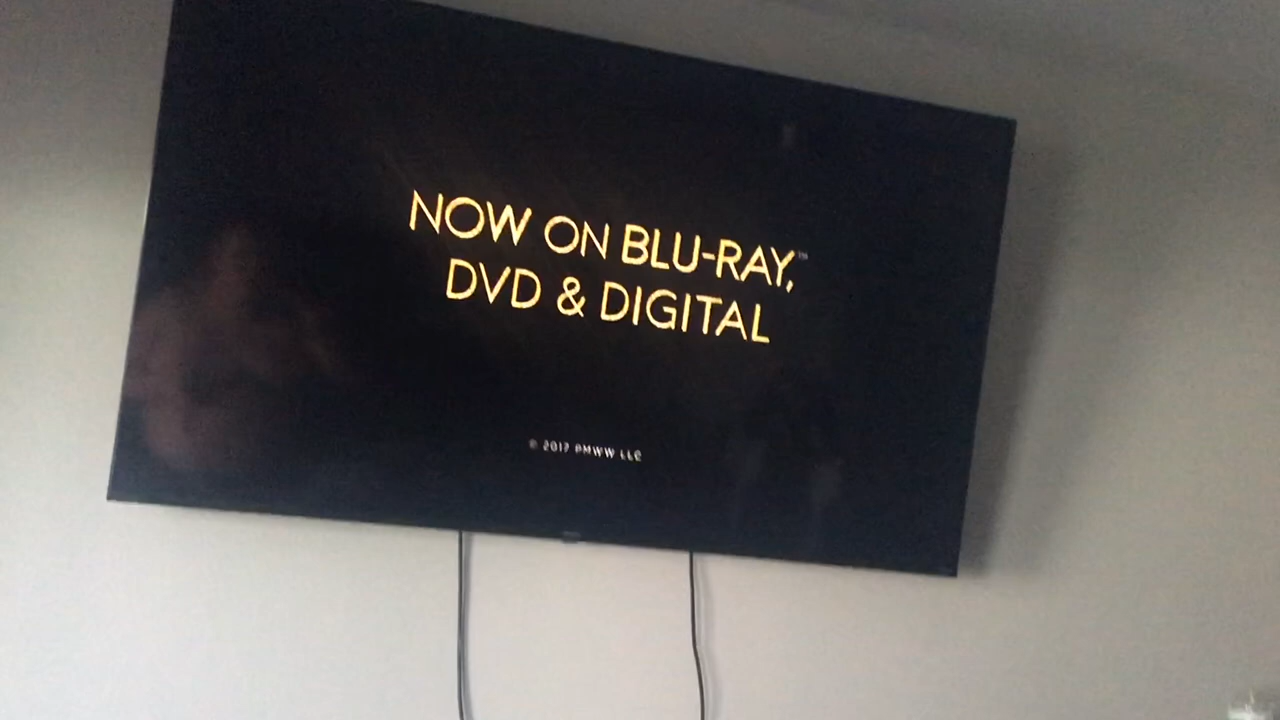 NOW ON BLU-RAY,™
DVD & DIGITAL
© 2017 PMWW LLC